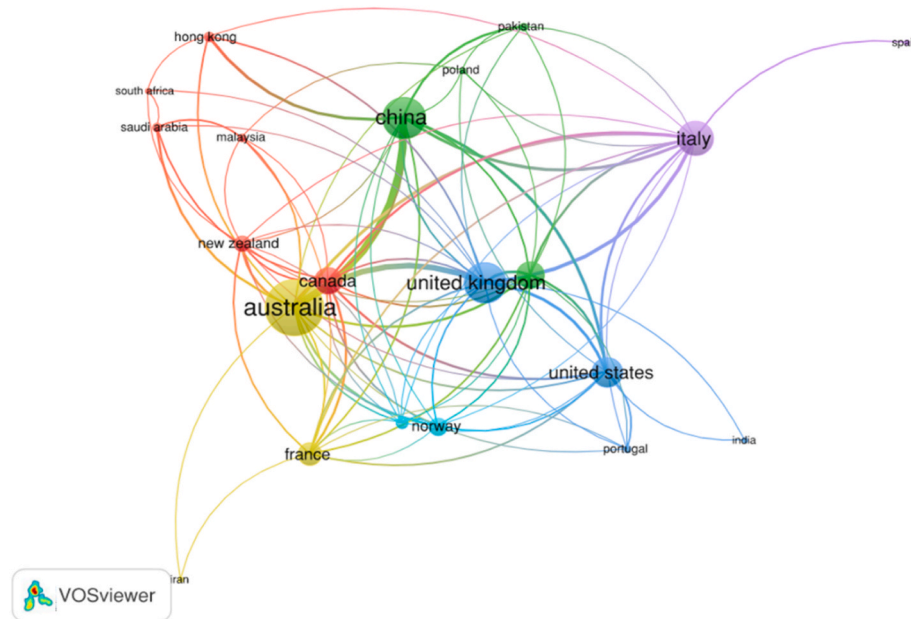 pakistan
hong kong
spa
poland
south africa
china
saudi arabia
malaysia
italy
new zealand
canada
united kingdom
australia
united states
norway
india
portugal
france
iran
VOSviewer